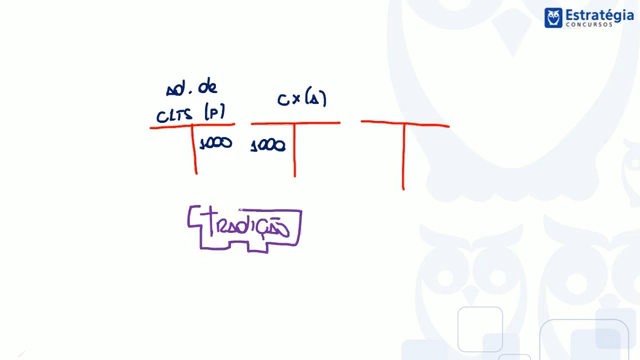 Estratégia
CONCURSOS
Ad. de
CLTS (P)
CX (A)
1000
1000
TRADIÇÃO